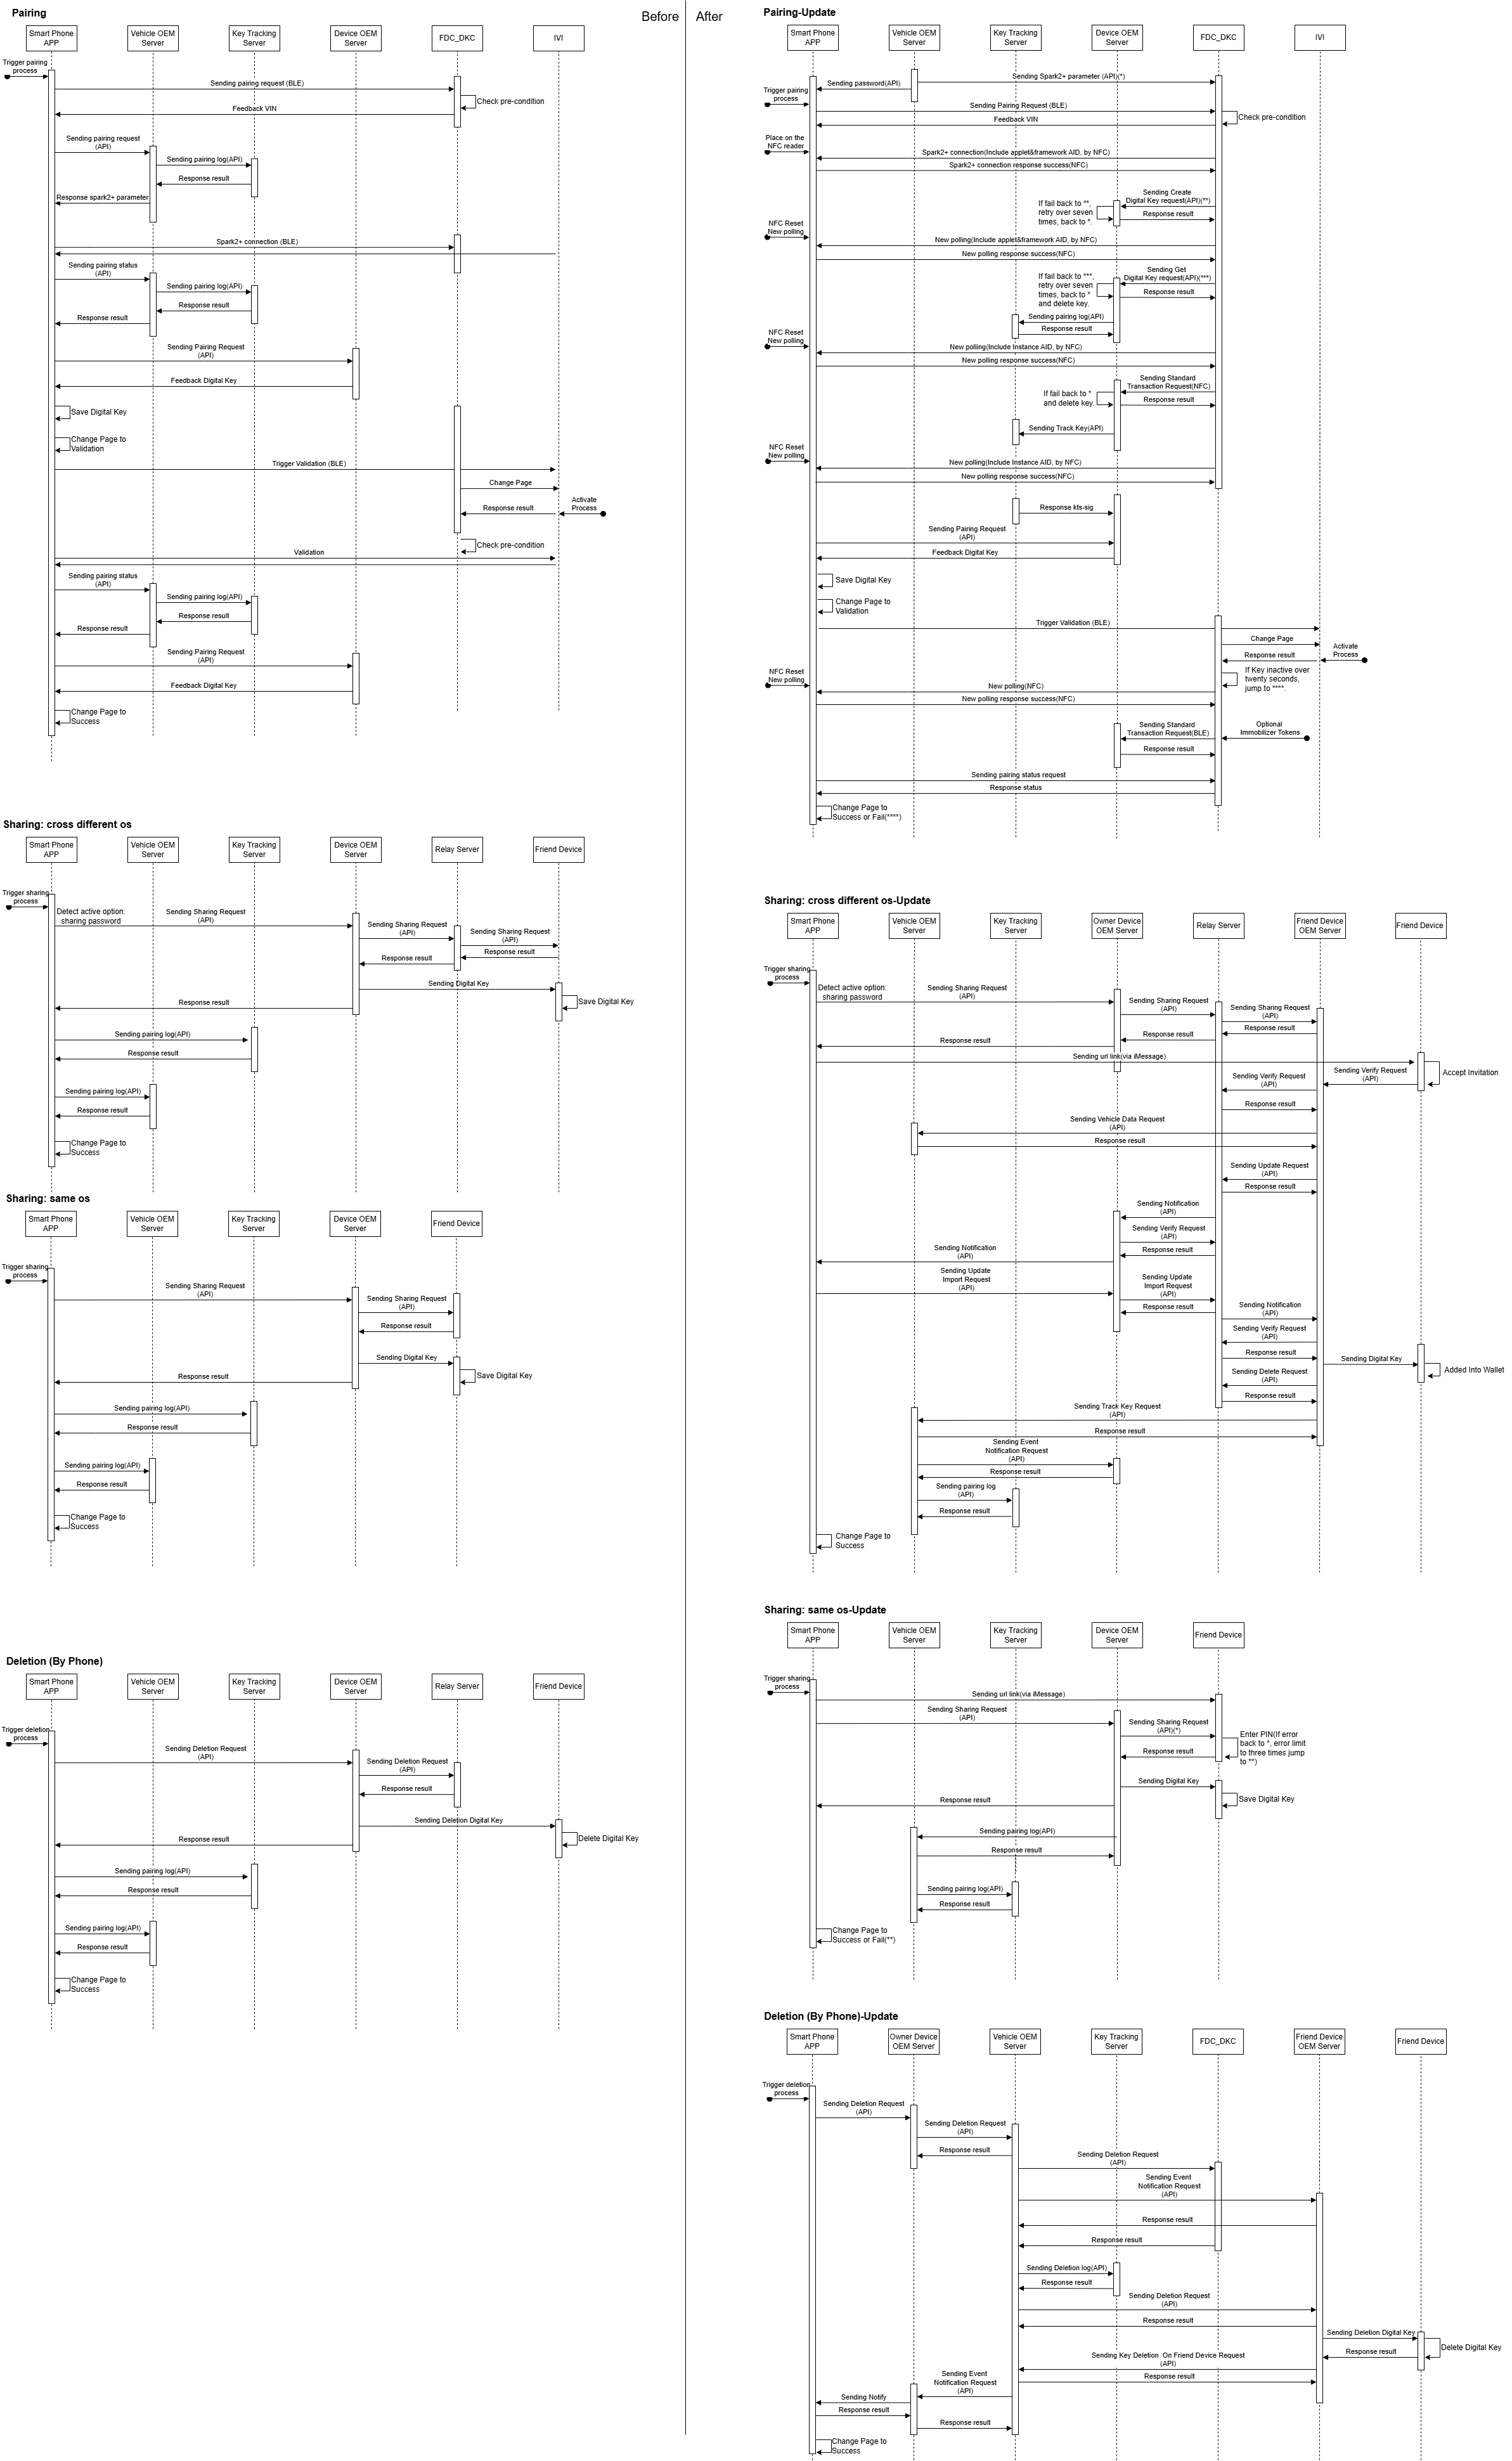 Before
After
Pairing
Smart Phone
APP
Vehicle OEM
Server
Key Tracking
Server
Device OEM
Server
FDC_DKC
IVI
Trigger pairing
process
Sending pairing request (BLE)
Check pre-condition
Feedback VIN
Sending pairing request
(API)
Sending pairing log(API)
Response result
Response spark2+ parameter
Spark2+ connection (BLE)
Sending pairing status
(API)
Sending pairing log(API)
Response result
Response result
Sending Pairing Request
(API)
Feedback Digital Key
Save Digital Key
Change Page to
Validation
Trigger Validation (BLE)
Change Page
Activate
Process
Response result
Check pre-condition
Validation
Sending pairing status
(API)
Sending pairing log(API)
Response result
Response result
Sending Pairing Request
(API)
Feedback Digital Key
Change Page to
Success
Sharing: cross different os
Smart Phone
APP
Vehicle OEM
Server
Key Tracking
Server
Device OEM
Server
Relay Server
Friend Device
Trigger sharing
process
Detect active option:
sharing password
Sending Sharing Request
(API)
Sending Sharing Request
(API)
Sending Sharing Request
(API)
Response result
Response result
Sending Digital Key
Save Digital Key
Response result
Sending pairing log(API)
Response result
Sending pairing log(API)
Response result
Change Page to
Success
Sharing: same os
Smart Phone
APP
Vehicle OEM
Server
Key Tracking
Server
Device OEM
Server
Friend Device
Trigger sharing
process
Sending Sharing Request
(API)
Sending Sharing Request
(API)
Response result
Sending Digital Key
Save Digital Key
Response result
Sending pairing log(API)
Response result
Sending pairing log(API)
Response result
Change Page to
Success
Deletion (By Phone)
Smart Phone
APP
Vehicle OEM
Server
Key Tracking
Server
Device OEM
Server
Relay Server
Friend Device
Trigger deletion
process
Sending Deletion Request
(API)
Sending Deletion Request
(API)
Response result
Sending Deletion Digital Key
Delete Digital Key
Response result
Sending pairing log(API)
Response result
Sending pairing log(API)
Response result
Change Page to
Success
Pairing-Update
Smart Phone
APP
Vehicle OEM
Server
Key Tracking
Server
Device OEM
Server
FDC_DKC
IVI
Sending Spark2+ parameter (API)(*)
Sending password(API)
Trigger pairing
process
Sending Pairing Request (BLE)
Check pre-condition
Feedback VIN
Place on the
NFC reader
Spark2+ connection(Include applet&framework AID, by NFC)
Spark2+ connection response success(NFC)
Sending Create
Digital Key request(API)(**)
If fail back to **,
retry over seven
times, back to *.
Response result
NFC Reset
New polling
New polling(Include applet&framework AID, by NFC)
New polling response success(NFC)
Sending Get
Digital Key request(API)(***)
If fail back to ***,
retry over seven
times, back to *
and delete key.
Response result
Sending pairing log(API)
Response result
NFC Reset
New polling
New polling(Include Instance AID, by NFC)
New polling response success(NFC)
Sending Standard
Transaction Request(NFC)
If fail back to *
and delete key.
Response result
Sending Track Key(API)
NFC Reset
New polling
New polling(Include Instance AID, by NFC)
New polling response success(NFC)
Response kts-sig
Sending Pairing Request
(API)
Feedback Digital Key
Save Digital Key
Change Page to
Validation
Trigger Validation (BLE)
Change Page
Activate
Process
Response result
If Key inactive over
twenty seconds,
jump to ****.
NFC Reset
New polling
New polling(NFC)
New polling response success(NFC)
Sending Standard
Transaction Request(BLE)
Optional
Immobilizer Tokens
Response result
Sending pairing status request
Response status
Change Page to
Success or Fail(****)
Sharing: cross different os-Update
Smart Phone
APP
Vehicle OEM
Server
Key Tracking
Server
Owner Device
OEM Server
Relay Server
Friend Device
OEM Server
Friend Device
Trigger sharing
process
Detect active option:
sharing password
Sending Sharing Request
(API)
Sending Sharing Request
(API)
Sending Sharing Request
(API)
Response result
Response result
Response result
Sending url link(via iMessage)
Accept Invitation
Sending Verify Request
(API)
Sending Verify Request
(API)
Response result
Sending Vehicle Data Request
(API)
Response result
Sending Update Request
(API)
Response result
Sending Notification
(API)
Sending Verify Request
(API)
Response result
Sending Notification
(API)
Sending Update
Import Request
(API)
Sending Update
Import Request
(API)
Response result
Sending Notification
(API)
Sending Verify Request
(API)
Response result
Sending Digital Key
Added Into Wallet
Sending Delete Request
(API)
Response result
Sending Track Key Request
(API)
Response result
Sending Event
Notification Request
(API)
Response result
Sending pairing log
(API)
Response result
Change Page to
Success
Sharing: same os-Update
Smart Phone
APP
Vehicle OEM
Server
Key Tracking
Server
Device OEM
Server
Friend Device
Trigger sharing
process
Sending url link(via iMessage)
Sending Sharing Request
(API)
Sending Sharing Request
(API)(*)
Enter PIN(If error
back to *, error limit
to three times jump
to **)
Response result
Sending Digital Key
Save Digital Key
Response result
Sending pairing log(API)
Response result
Sending pairing log(API)
Response result
Change Page to
Success or Fail(**)
Deletion (By Phone)-Update
Smart Phone
APP
Owner Device
OEM Server
Vehicle OEM
Server
Key Tracking
Server
FDC_DKC
Friend Device
OEM Server
Friend Device
Trigger deletion
process
Sending Deletion Request
(API)
Sending Deletion Request
(API)
Response result
Sending Deletion Request
(API)
Sending Event
Notification Request
(API)
Response result
Response result
Sending Deletion log(API)
Response result
Sending Deletion Request
(API)
Response result
Sending Deletion Digital Key
Delete Digital Key
Response result
Sending Key Deletion On Friend Device Request
(API)
Response result
Sending Event
Notification Request
(API)
Sending Notify
Response result
Response result
Change Page to
Success